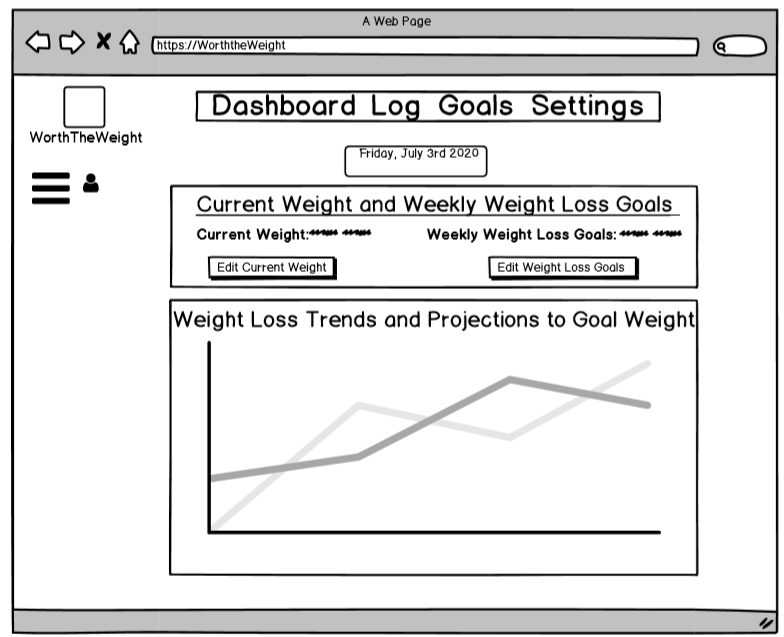 A Web Page
https://WorththeWeight
WorthTheWeight
Dashboard Log Goals Settings
Friday, July 3rd 2020
Current Weight and Weekly Weight Loss Goals
Current Weight:
Weekly Weight Loss Goals:
Edit Current Weight
Edit Weight Loss Goals
Weight Loss Trends and Projections to Goal Weight